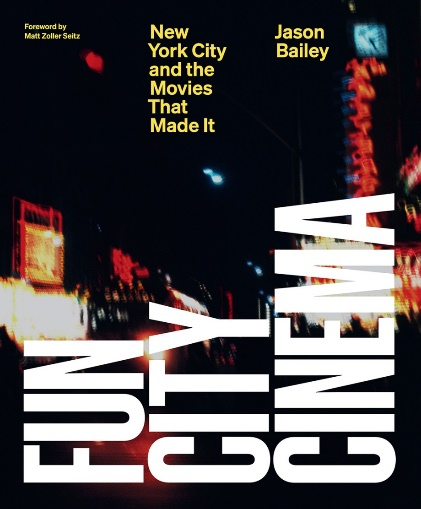 Foreword by
Matt Zoller Seitz
New
York City
and the
Movies
That
Made It
Jason
Bailey
FUN
CITY
CINEMA